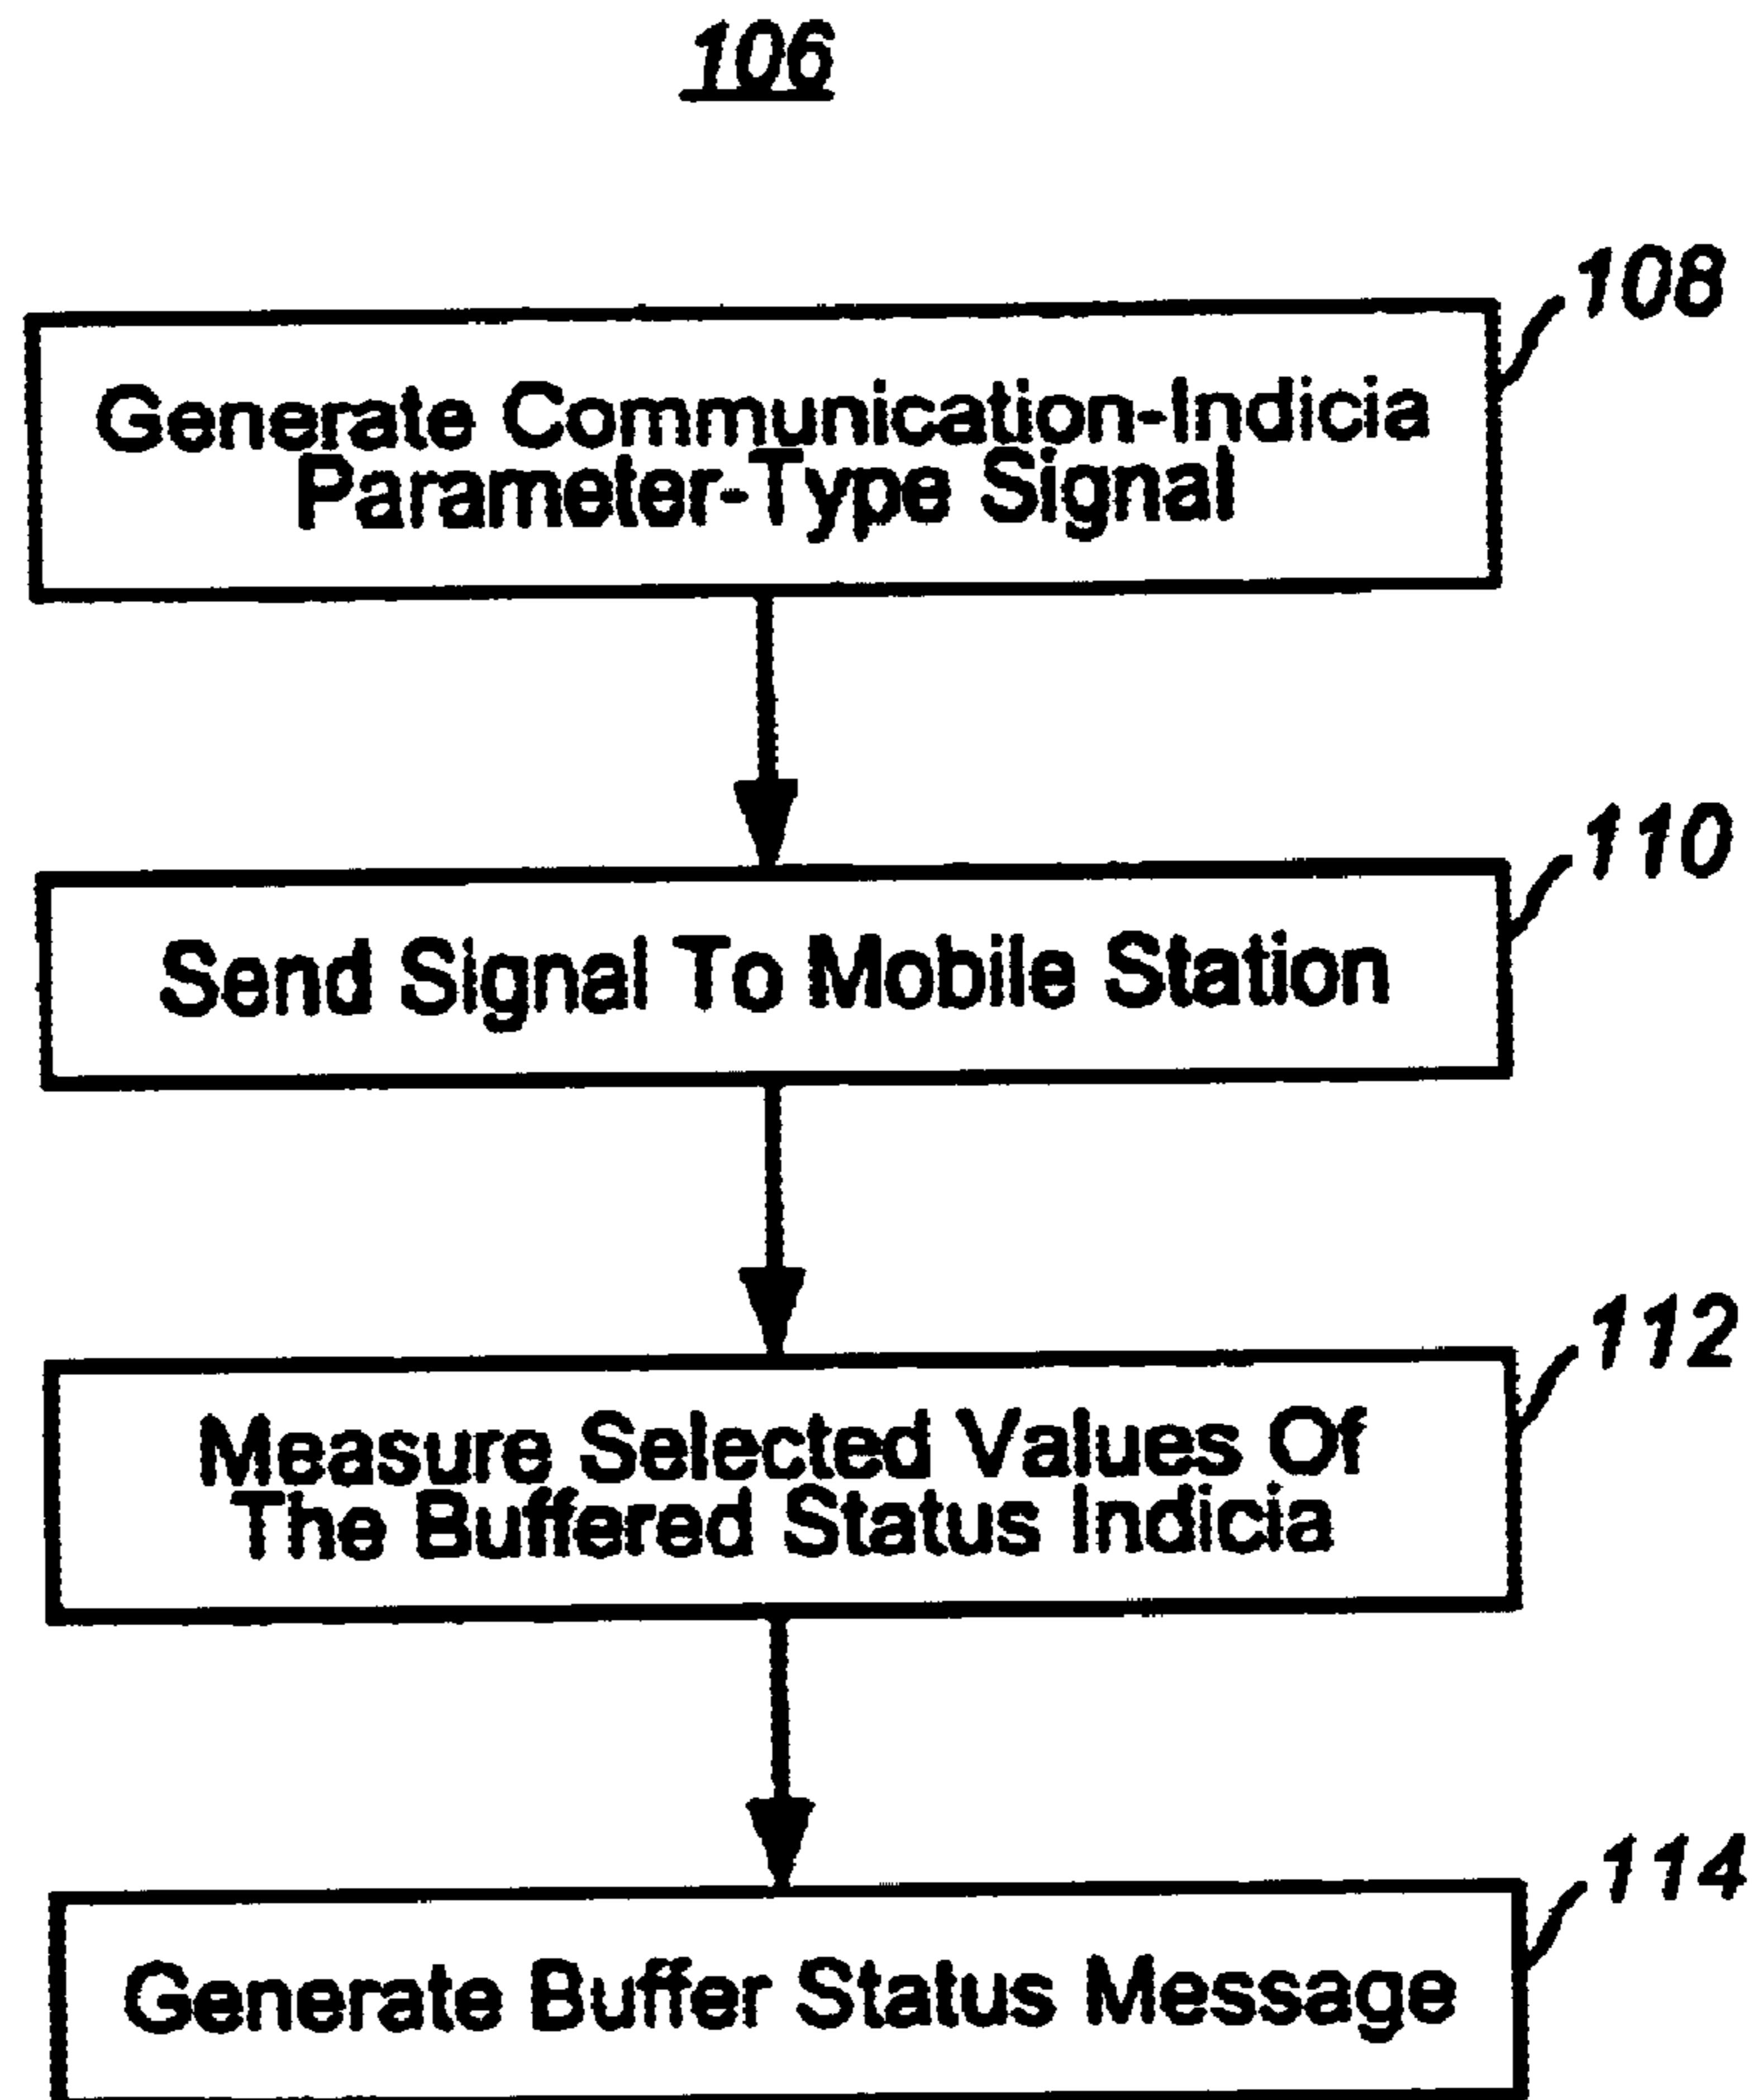 106
108
Generate Communication-Indicia
Parameter-Type Signal
110
Send Signal To Mobile Station
112
Measure Selected Values Of
The Buffered Status Indicia
114
Generate Buffer Status Message